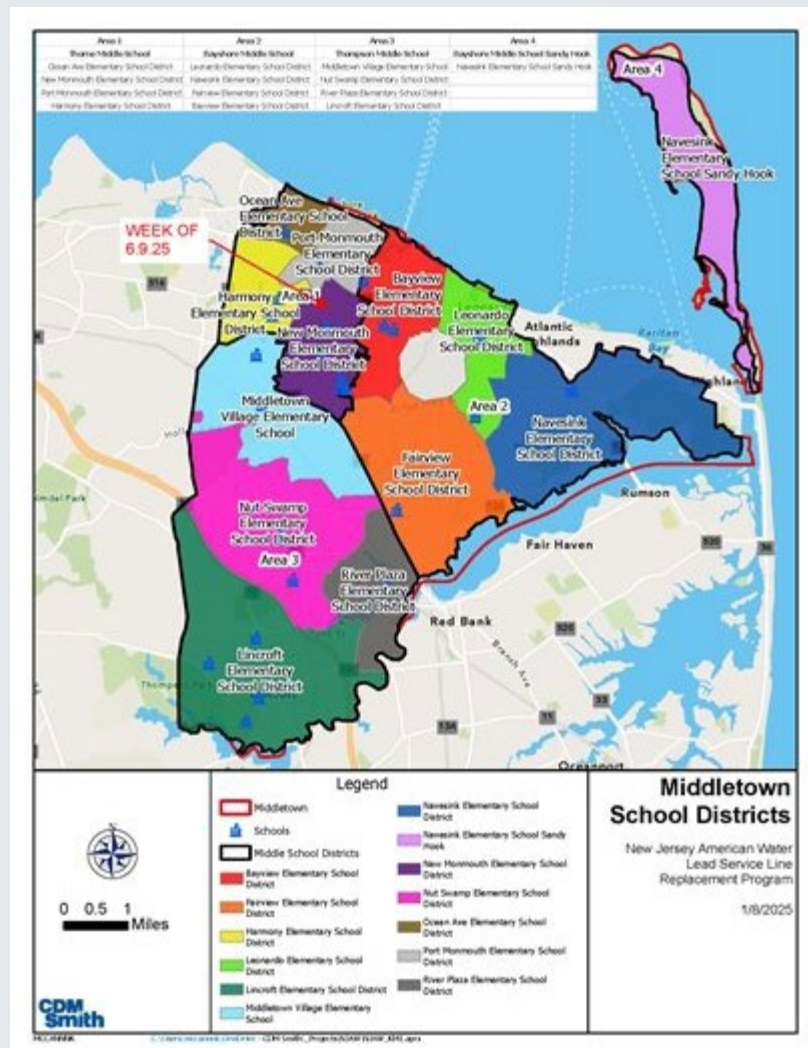 Area 1
Area 2
Area 3
Area 4
Thorne Middle School
Bayshore Middle School
Thompson Middle School
Bayshore Middle School Sandy Hook
Ocean Ave Elementary School District
Leonardo Elementary School District
Middletown Village Elementary School
Navesink Elementary School Sandy Hook
New Monmouth Elementary School District
Navesink Elementary School District
Nut Swamp Elementary School District
Port Monmouth Elementary School District
Fairview Elementary School District
River Plaza Elementary School District
Harmony Elementary School District
Bayview Elementary School District
Lincroft Elementary School District
Area 4
Navesink
Elementary
School Sandy Hook
Ocean Ave
Elementary School
District
WEEK OF
6.9.25
Port Monmouth
Elementary
School District
Bayview
Elementary
School District
Harmony
Elementary School
District
Area 1
New Monmouth
Elementary
School District
Leonardo
Elementary
School District
Atlantic
Highlands
Raritan
Bay
Middletown
Village Elementary
School
Area 2
Navesink
Elementary
School District
Fairview
Elementary
School District
Rumson
Nut Swamp
Elementary
School District
Area 3
Fair Haven
520
36
River Plaza
Elementary
School District
Red Bank
520
Branch Ave
Lincroft
Elementary
School District
33
11
13A
Oceanport
Legend
Middletown
Schools
Middle School Districts
Bayview Elementary School
District
Fairview Elementary School
District
Harmony Elementary School
District
Leonardo Elementary School
District
Lincroft Elementary School District
Middletown Village Elementary
School
Navesink Elementary School
District
Navesink Elementary School Sandy
Hook
New Monmouth Elementary School
District
Nut Swamp Elementary School
District
Ocean Ave Elementary School
District
Port Monmouth Elementary School
District
River Plaza Elementary School
District
0 0.5 1
Miles
CDM
Smith
Middletown
School Districts
New Jersey American Water
Lead Service Line
Replacement Program
1/8/2025